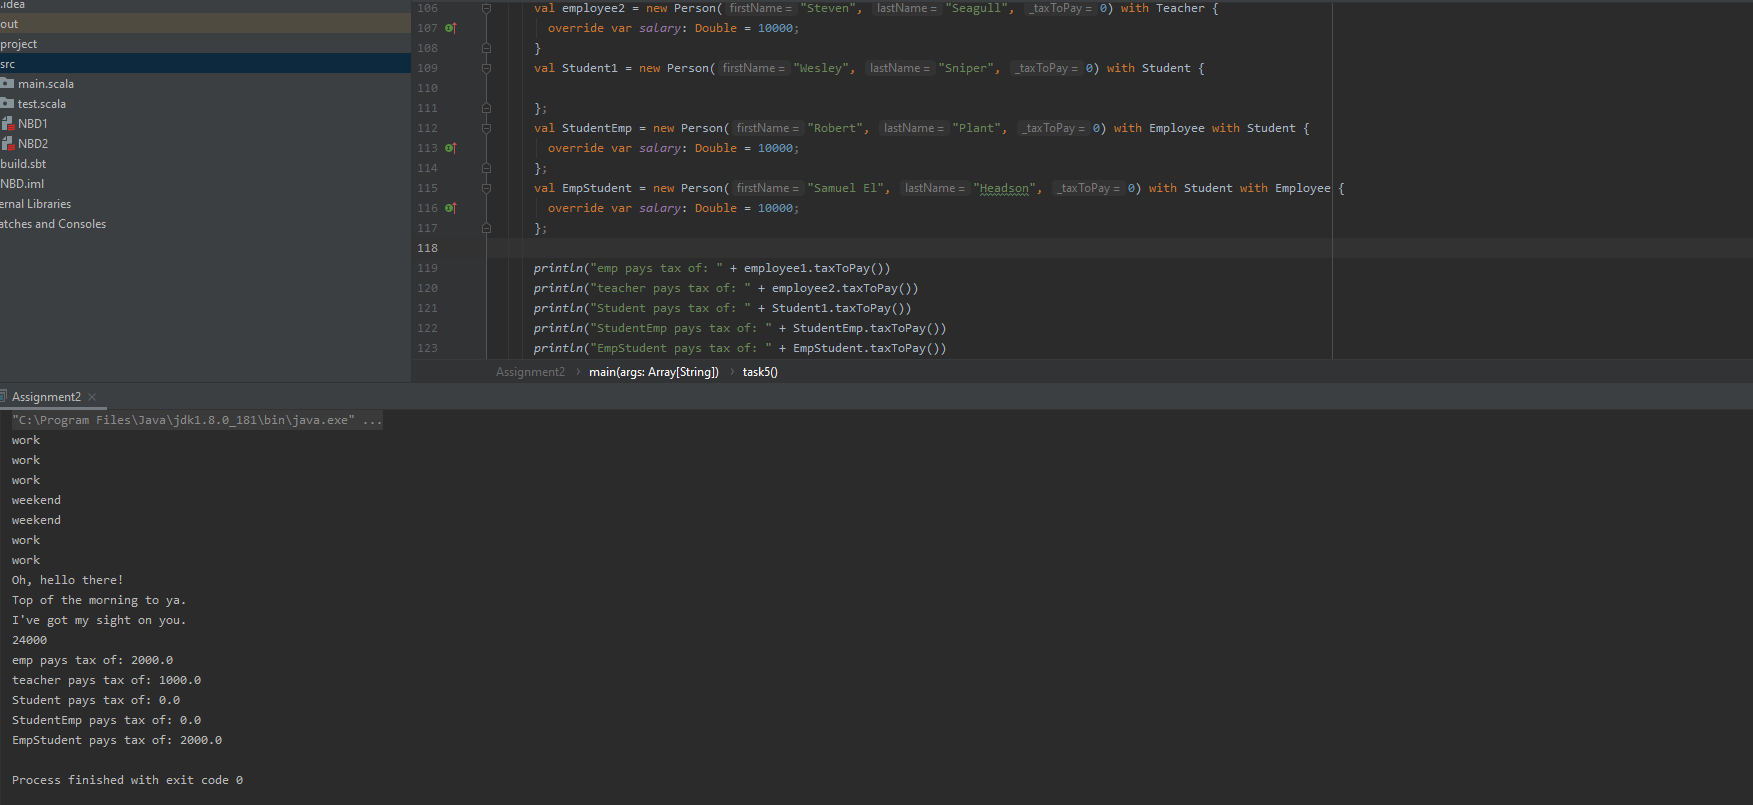 .idea
out
project
src
main.scala
test.scala
NBD1
NBD2
build.sbt
NBD.iml
ernal Libraries
atches and Consoles
106 val employee2 = new Person( firstName = "Steven", lastName = "Seagull", _taxToPay = 0) with Teacher {
107 override var salary: Double = 10000;
108 }
109 val Student1 = new Person( firstName = "Wesley", lastName = "Sniper", _taxToPay = 0) with Student {
110
111 };
112 val StudentEmp = new Person( firstName = "Robert", lastName = "Plant", _taxToPay = 0) with Employee with Student {
113 override var salary: Double = 10000;
114 };
115 val EmpStudent = new Person( firstName = "Samuel El", lastName = "Headson", _taxToPay = 0) with Student with Employee {
116 override var salary: Double = 10000;
117 };
118
119 println("emp pays tax of: " + employee1.taxToPay())
120 println("teacher pays tax of: " + employee2.taxToPay())
121 println("Student pays tax of: " + Student1.taxToPay())
122 println("StudentEmp pays tax of: " + StudentEmp.taxToPay())
123 println("EmpStudent pays tax of: " + EmpStudent.taxToPay())
Assignment2 › main(args: Array[String]) › task5()
Assignment2 ×
"C:\Program Files\Java\jdk1.8.0_181\bin\java.exe" ...
work
work
work
weekend
weekend
work
work
Oh, hello there!
Top of the morning to ya.
I've got my sight on you.
24000
emp pays tax of: 2000.0
teacher pays tax of: 1000.0
Student pays tax of: 0.0
StudentEmp pays tax of: 0.0
EmpStudent pays tax of: 2000.0
Process finished with exit code 0